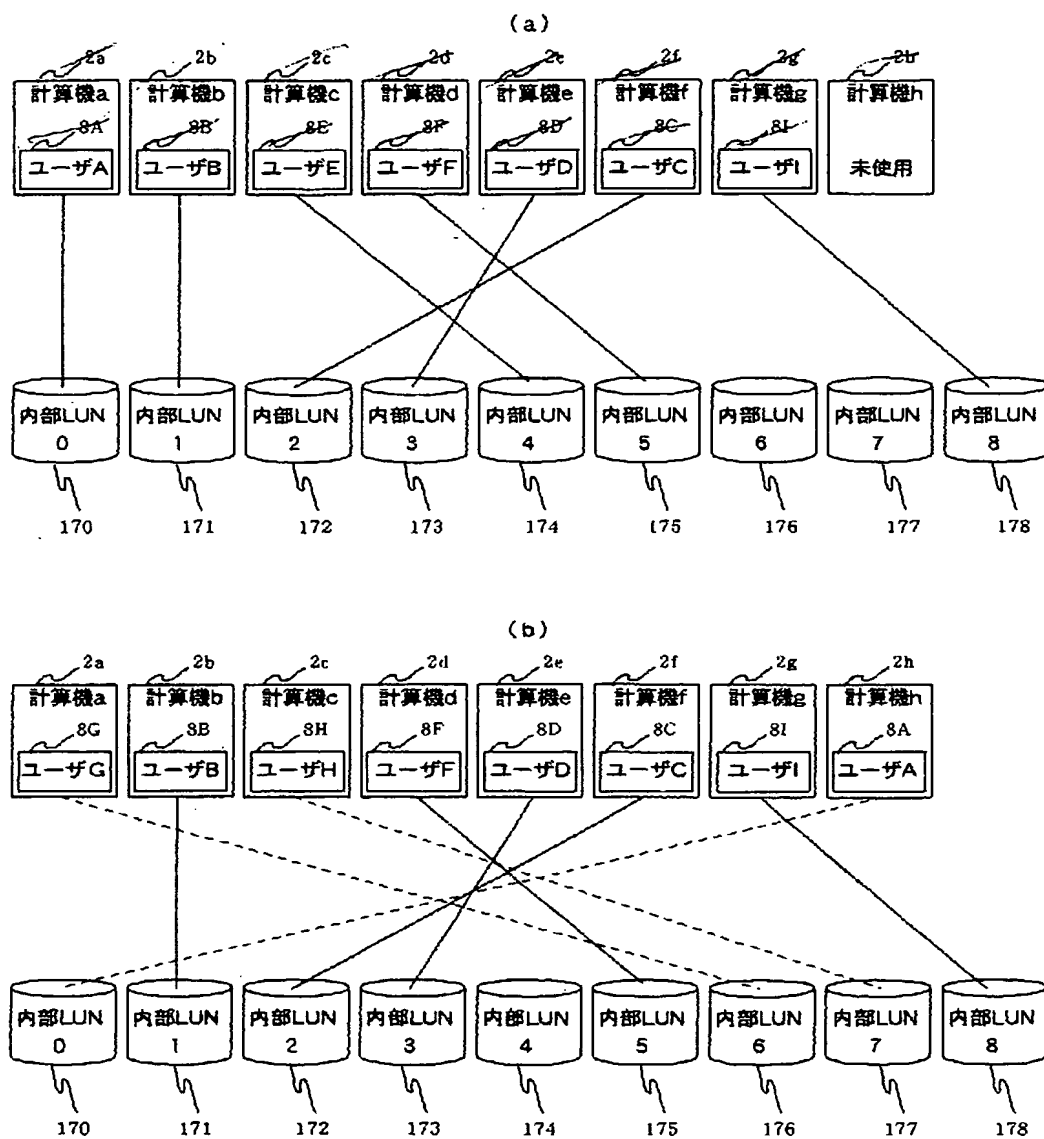 (a)
2a 2b 2c 2d 2e 2f 2g 2h
計算機a 計算機b 計算機c 計算機d 計算機e 計算機f 計算機g 計算機h
8A 8B 8E 8F 8D 8C 8I
ユーザA ユーザB ユーザE ユーザF ユーザD ユーザC ユーザI 未使用
内部LUN 内部LUN 内部LUN 内部LUN 内部LUN 内部LUN 内部LUN 内部LUN 内部LUN
0 1 2 3 4 5 6 7 8
170 171 172 173 174 175 176 177 178
(b)
2a 2b 2c 2d 2e 2f 2g 2h
計算機a 計算機b 計算機c 計算機d 計算機e 計算機f 計算機g 計算機h
8G 8B 8H 8F 8D 8C 8I 8A
ユーザG ユーザB ユーザH ユーザF ユーザD ユーザC ユーザI ユーザA
内部LUN 内部LUN 内部LUN 内部LUN 内部LUN 内部LUN 内部LUN 内部LUN 内部LUN
0 1 2 3 4 5 6 7 8
170 171 172 173 174 175 176 177 178